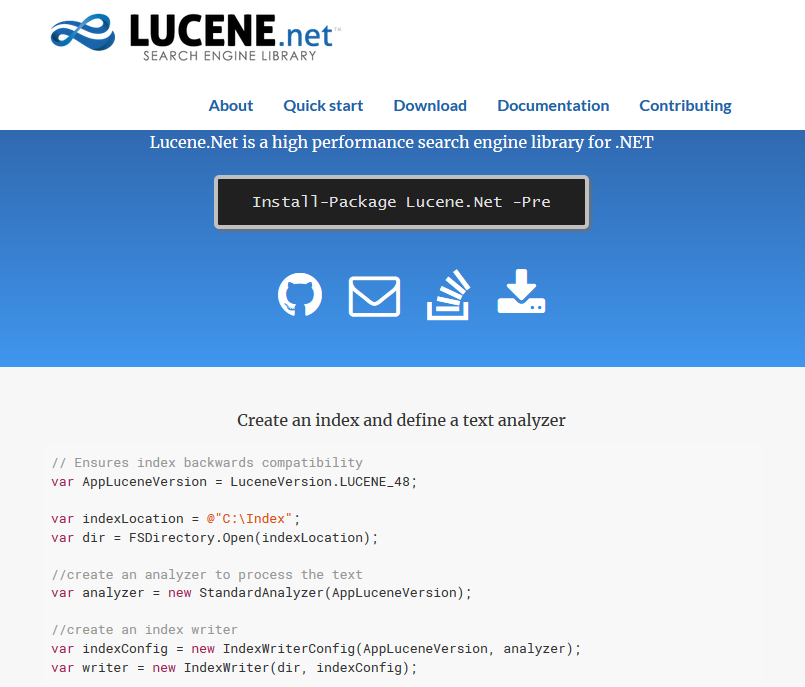 LUCENE.net™
SEARCH ENGINE LIBRARY
About Quick start Download Documentation Contributing
Lucene.Net is a high performance search engine library for .NET
Install-Package Lucene.Net -Pre
Create an index and define a text analyzer
// Ensures index backwards compatibility
var AppLuceneVersion = LuceneVersion.LUCENE_48;
var indexLocation = @"C:\Index";
var dir = FSDirectory.Open(indexLocation);
//create an analyzer to process the text
var analyzer = new StandardAnalyzer(AppLuceneVersion);
//create an index writer
var indexConfig = new IndexWriterConfig(AppLuceneVersion, analyzer);
var writer = new IndexWriter(dir, indexConfig);